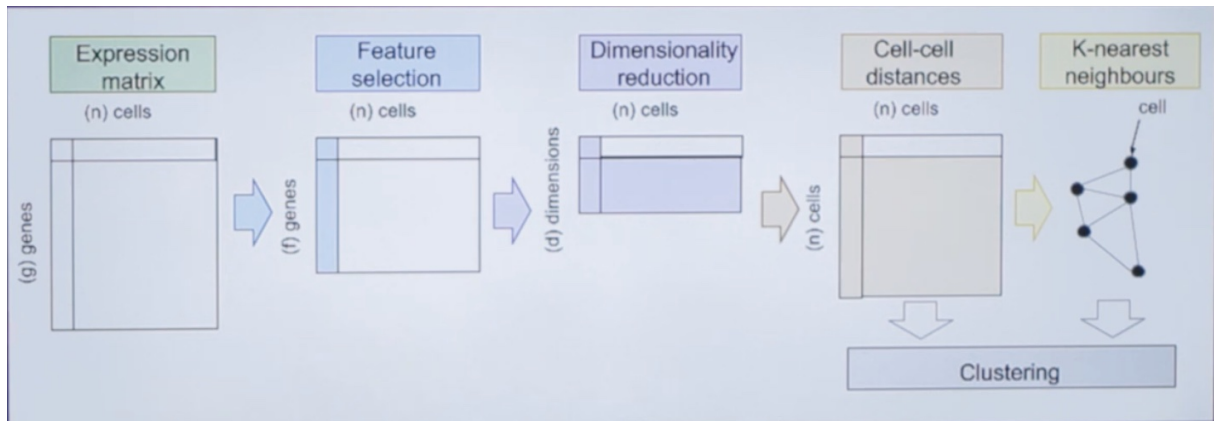 Expression
matrix
Feature
selection
Dimensionality
reduction
Cell-cell
distances
K-nearest
neighbours
(n) cells
(n) cells
(n) cells
(n) cells
cell
(g) genes
(f) genes
(d) dimensions
(n) cells
Clustering